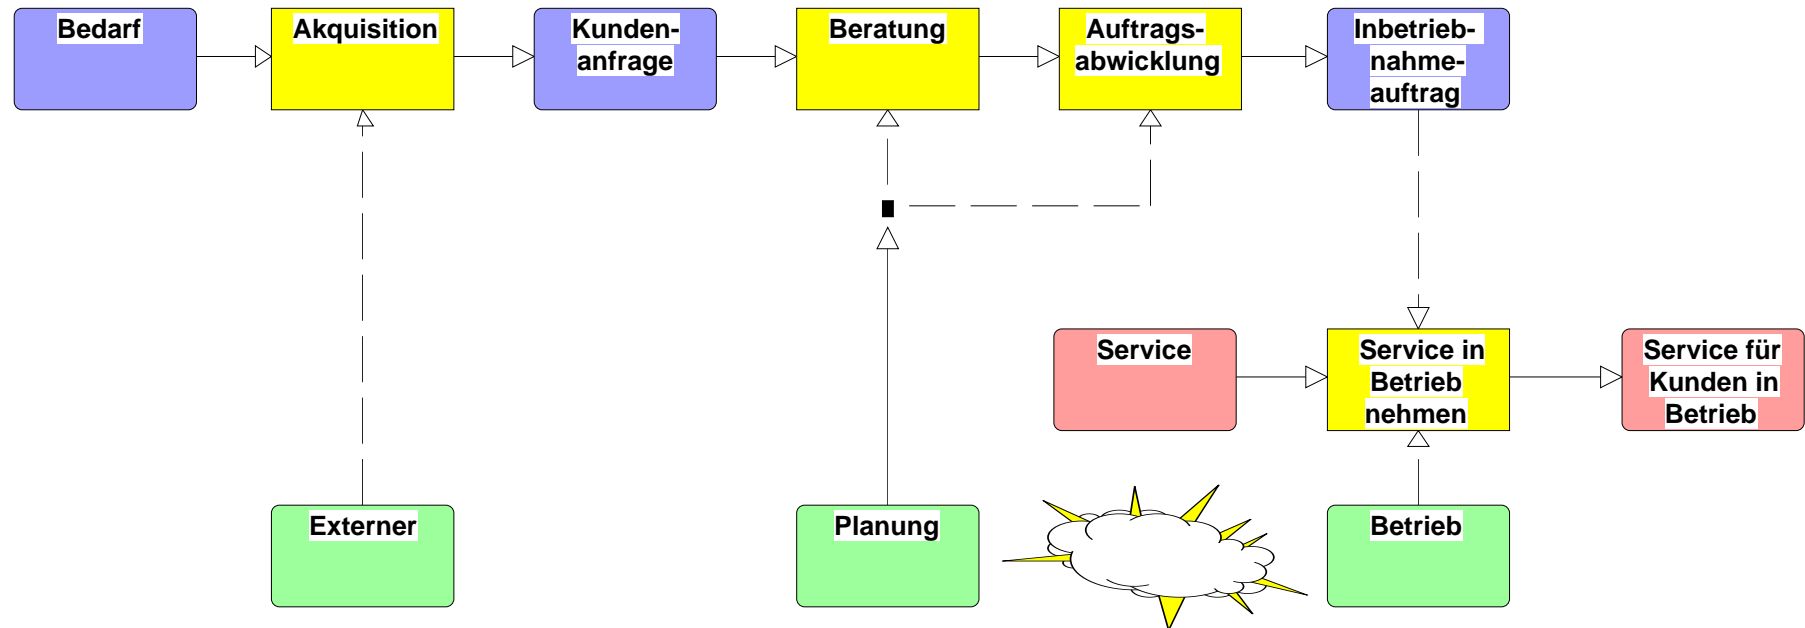 Bedarf
Akquisition
Kunden-
anfrage
Beratung
Auftrags-
abwicklung
Inbetrieb-
nahme-
auftrag
Service
Service in
Betrieb
nehmen
Service für
Kunden in
Betrieb
Externer
Planung
Betrieb